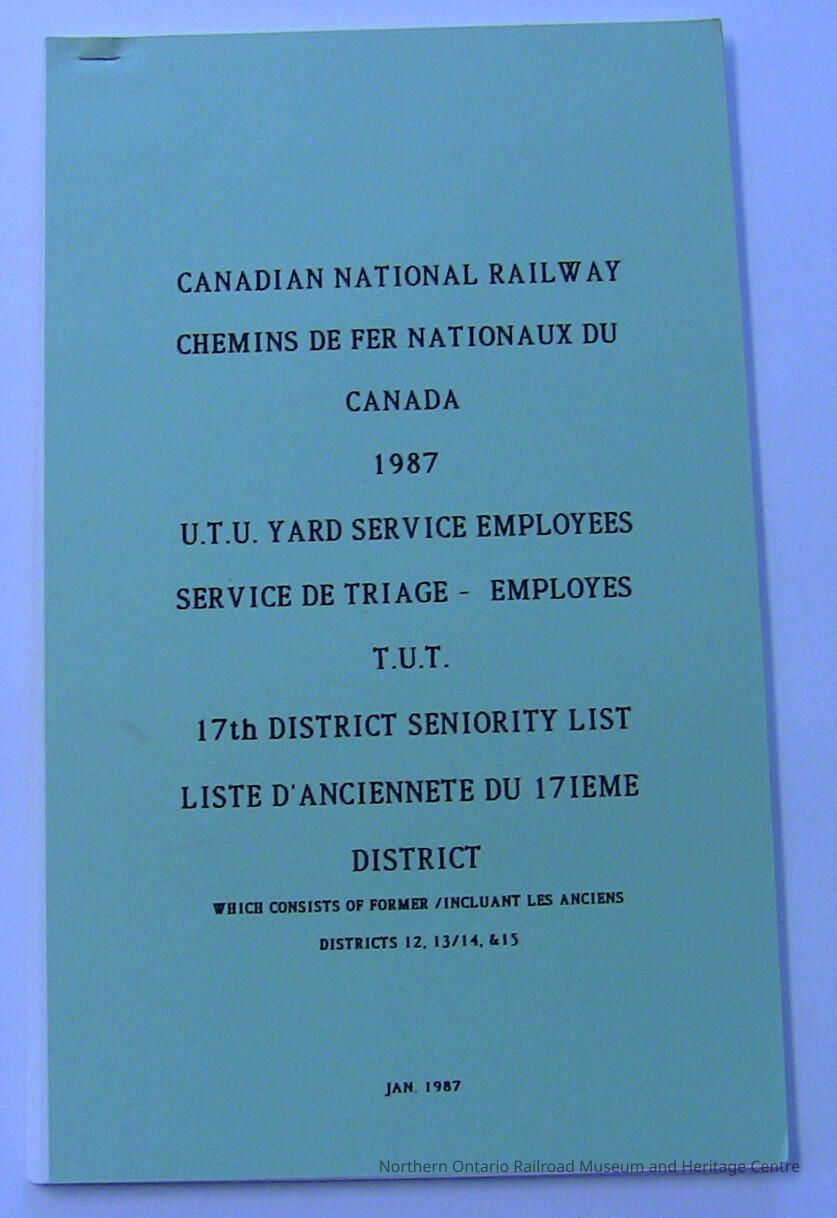 CANADIAN NATIONAL RAILWAY
CHEMINS DE FER NATIONAUX DU
CANADA
1987
U.T.U. YARD SERVICE EMPLOYEES
SERVICE DE TRIAGE - EMPLOYES
T.U.T.
17th DISTRICT SENIORITY LIST
LISTE D'ANCIENNETE DU 17IEME
DISTRICT
WHICH CONSISTS OF FORMER /INCLUANT LES ANCIENS
DISTRICTS 12, 13/14, &15
JAN. 1987
Northern Ontario Railroad Museum and Heritage Centre